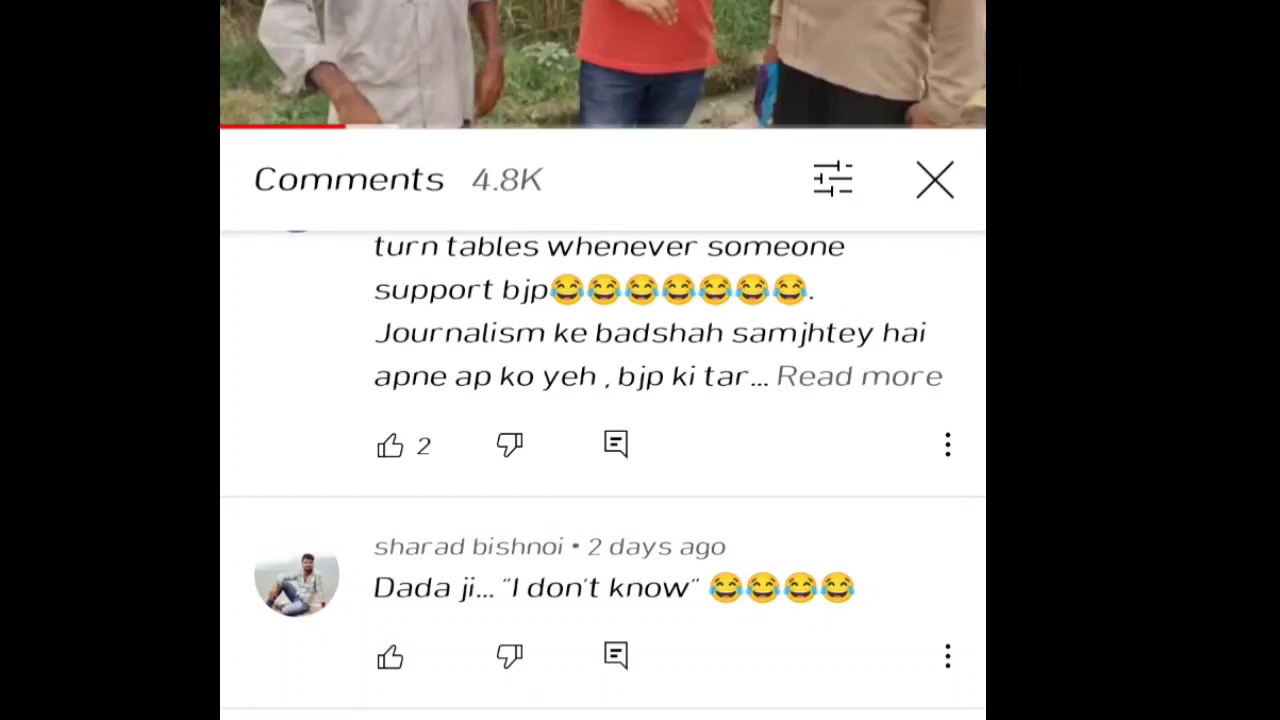 Comments 4.8K
turn tables whenever someone
support bjp😂😂😂😂😂😂😂.
Journalism ke badshah samjhtey hai
apne ap ko yeh , bjp ki tar... Read more
2
sharad bishnoi • 2 days ago
Dada ji... "I don't know" 😂😂😂😂